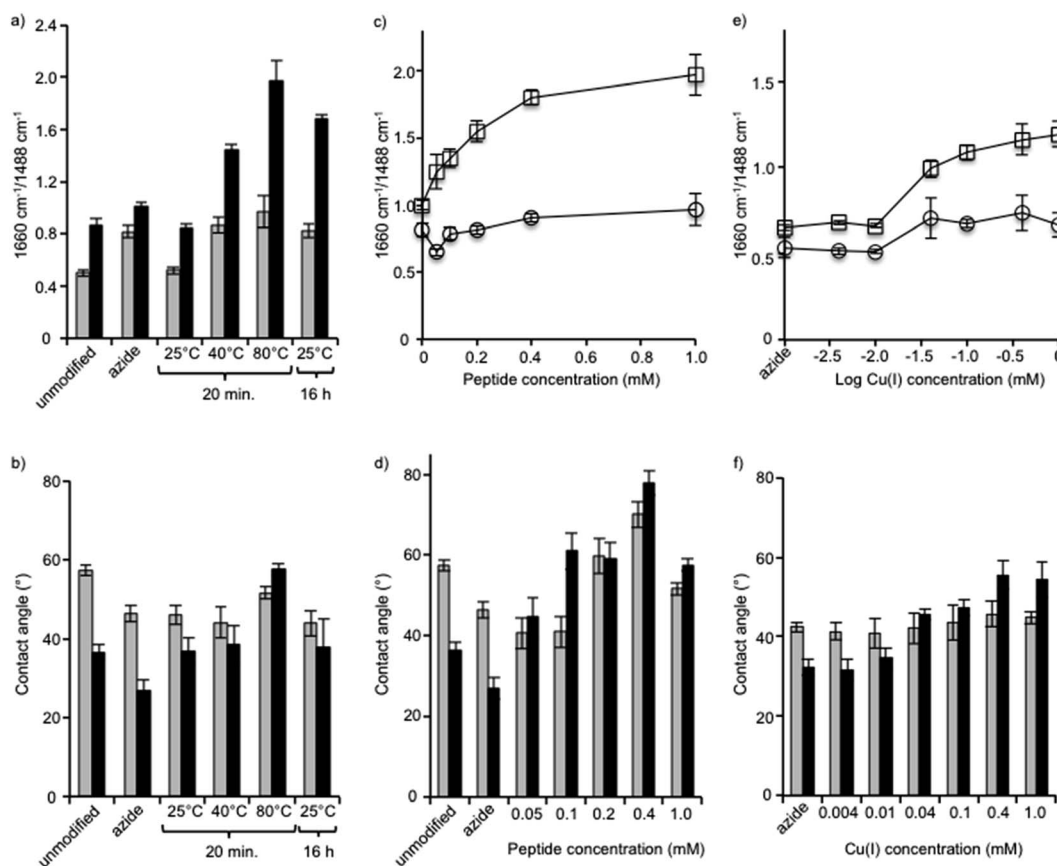 a)
1660 cm-1/1488 cm-1
2.4
2.0
1.6
1.2
0.8
0.4
0
unmodified
azide
25°C 40°C 80°C 25°C
20 min. 16 h
c)
1660 cm-1/1488 cm-1
2.0
1.5
1.0
0.5
0
0 0.2 0.4 0.6 0.8 1.0
Peptide concentration (mM)
e)
1660 cm-1/1488 cm-1
2.0
1.5
1.0
0.5
0
azide
-2.5 -2.0 -1.5 -1.0 -0.5 0
Log Cu(I) concentration (mM)
b)
Contact angle (°)
80
60
40
20
0
unmodified
azide
25°C 40°C 80°C 25°C
20 min. 16 h
d)
Contact angle (°)
80
60
40
20
0
unmodified
azide
0.05 0.1 0.2 0.4 1.0
Peptide concentration (mM)
f)
Contact angle (°)
80
60
40
20
0
azide
0.004 0.01 0.04 0.1 0.4 1.0
Cu(I) concentration (mM)